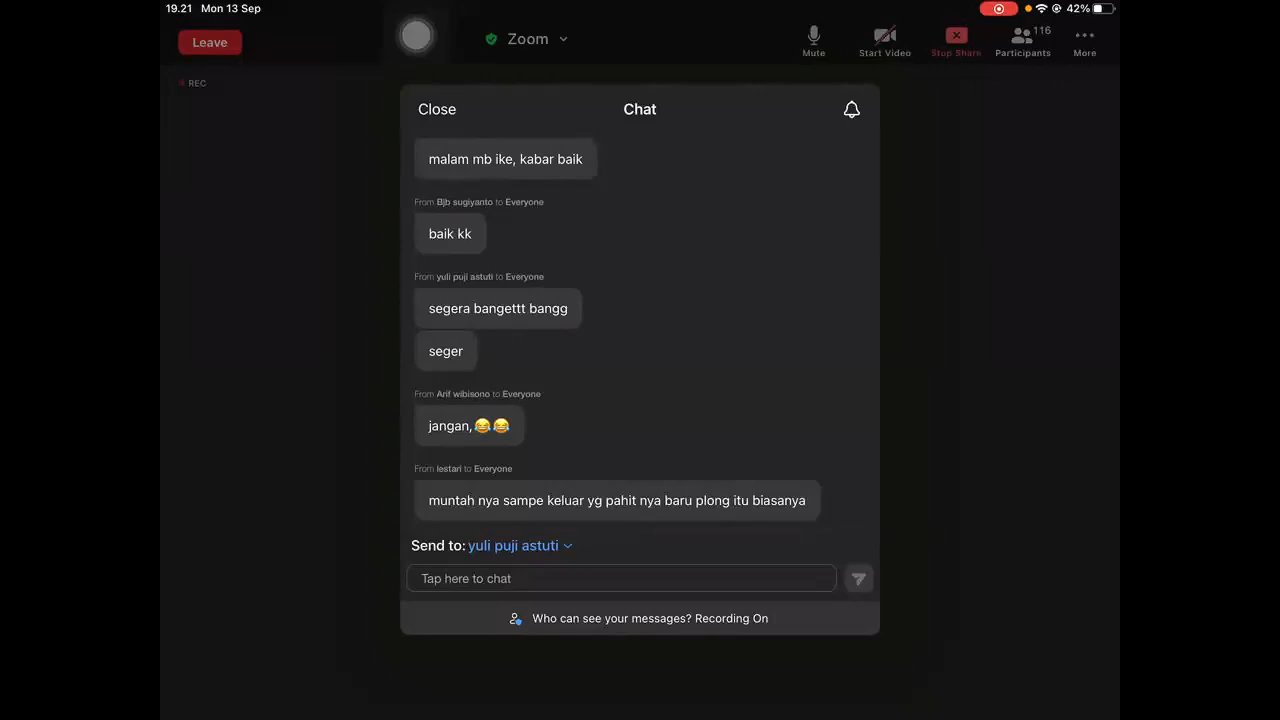 19.21 Mon 13 Sep
42%
Leave
Zoom
Mute
Start Video
Stop Share
Participants
116
More
REC
Close
Chat
malam mb ike, kabar baik
From Bjb sugiyanto to Everyone
baik kk
From yuli puji astuti to Everyone
segera bangettt bangg
seger
From Arif wibisono to Everyone
jangan,😂😂
From lestari to Everyone
muntah nya sampe keluar yg pahit nya baru plong itu biasanya
Send to: yuli puji astuti
Tap here to chat
Who can see your messages? Recording On